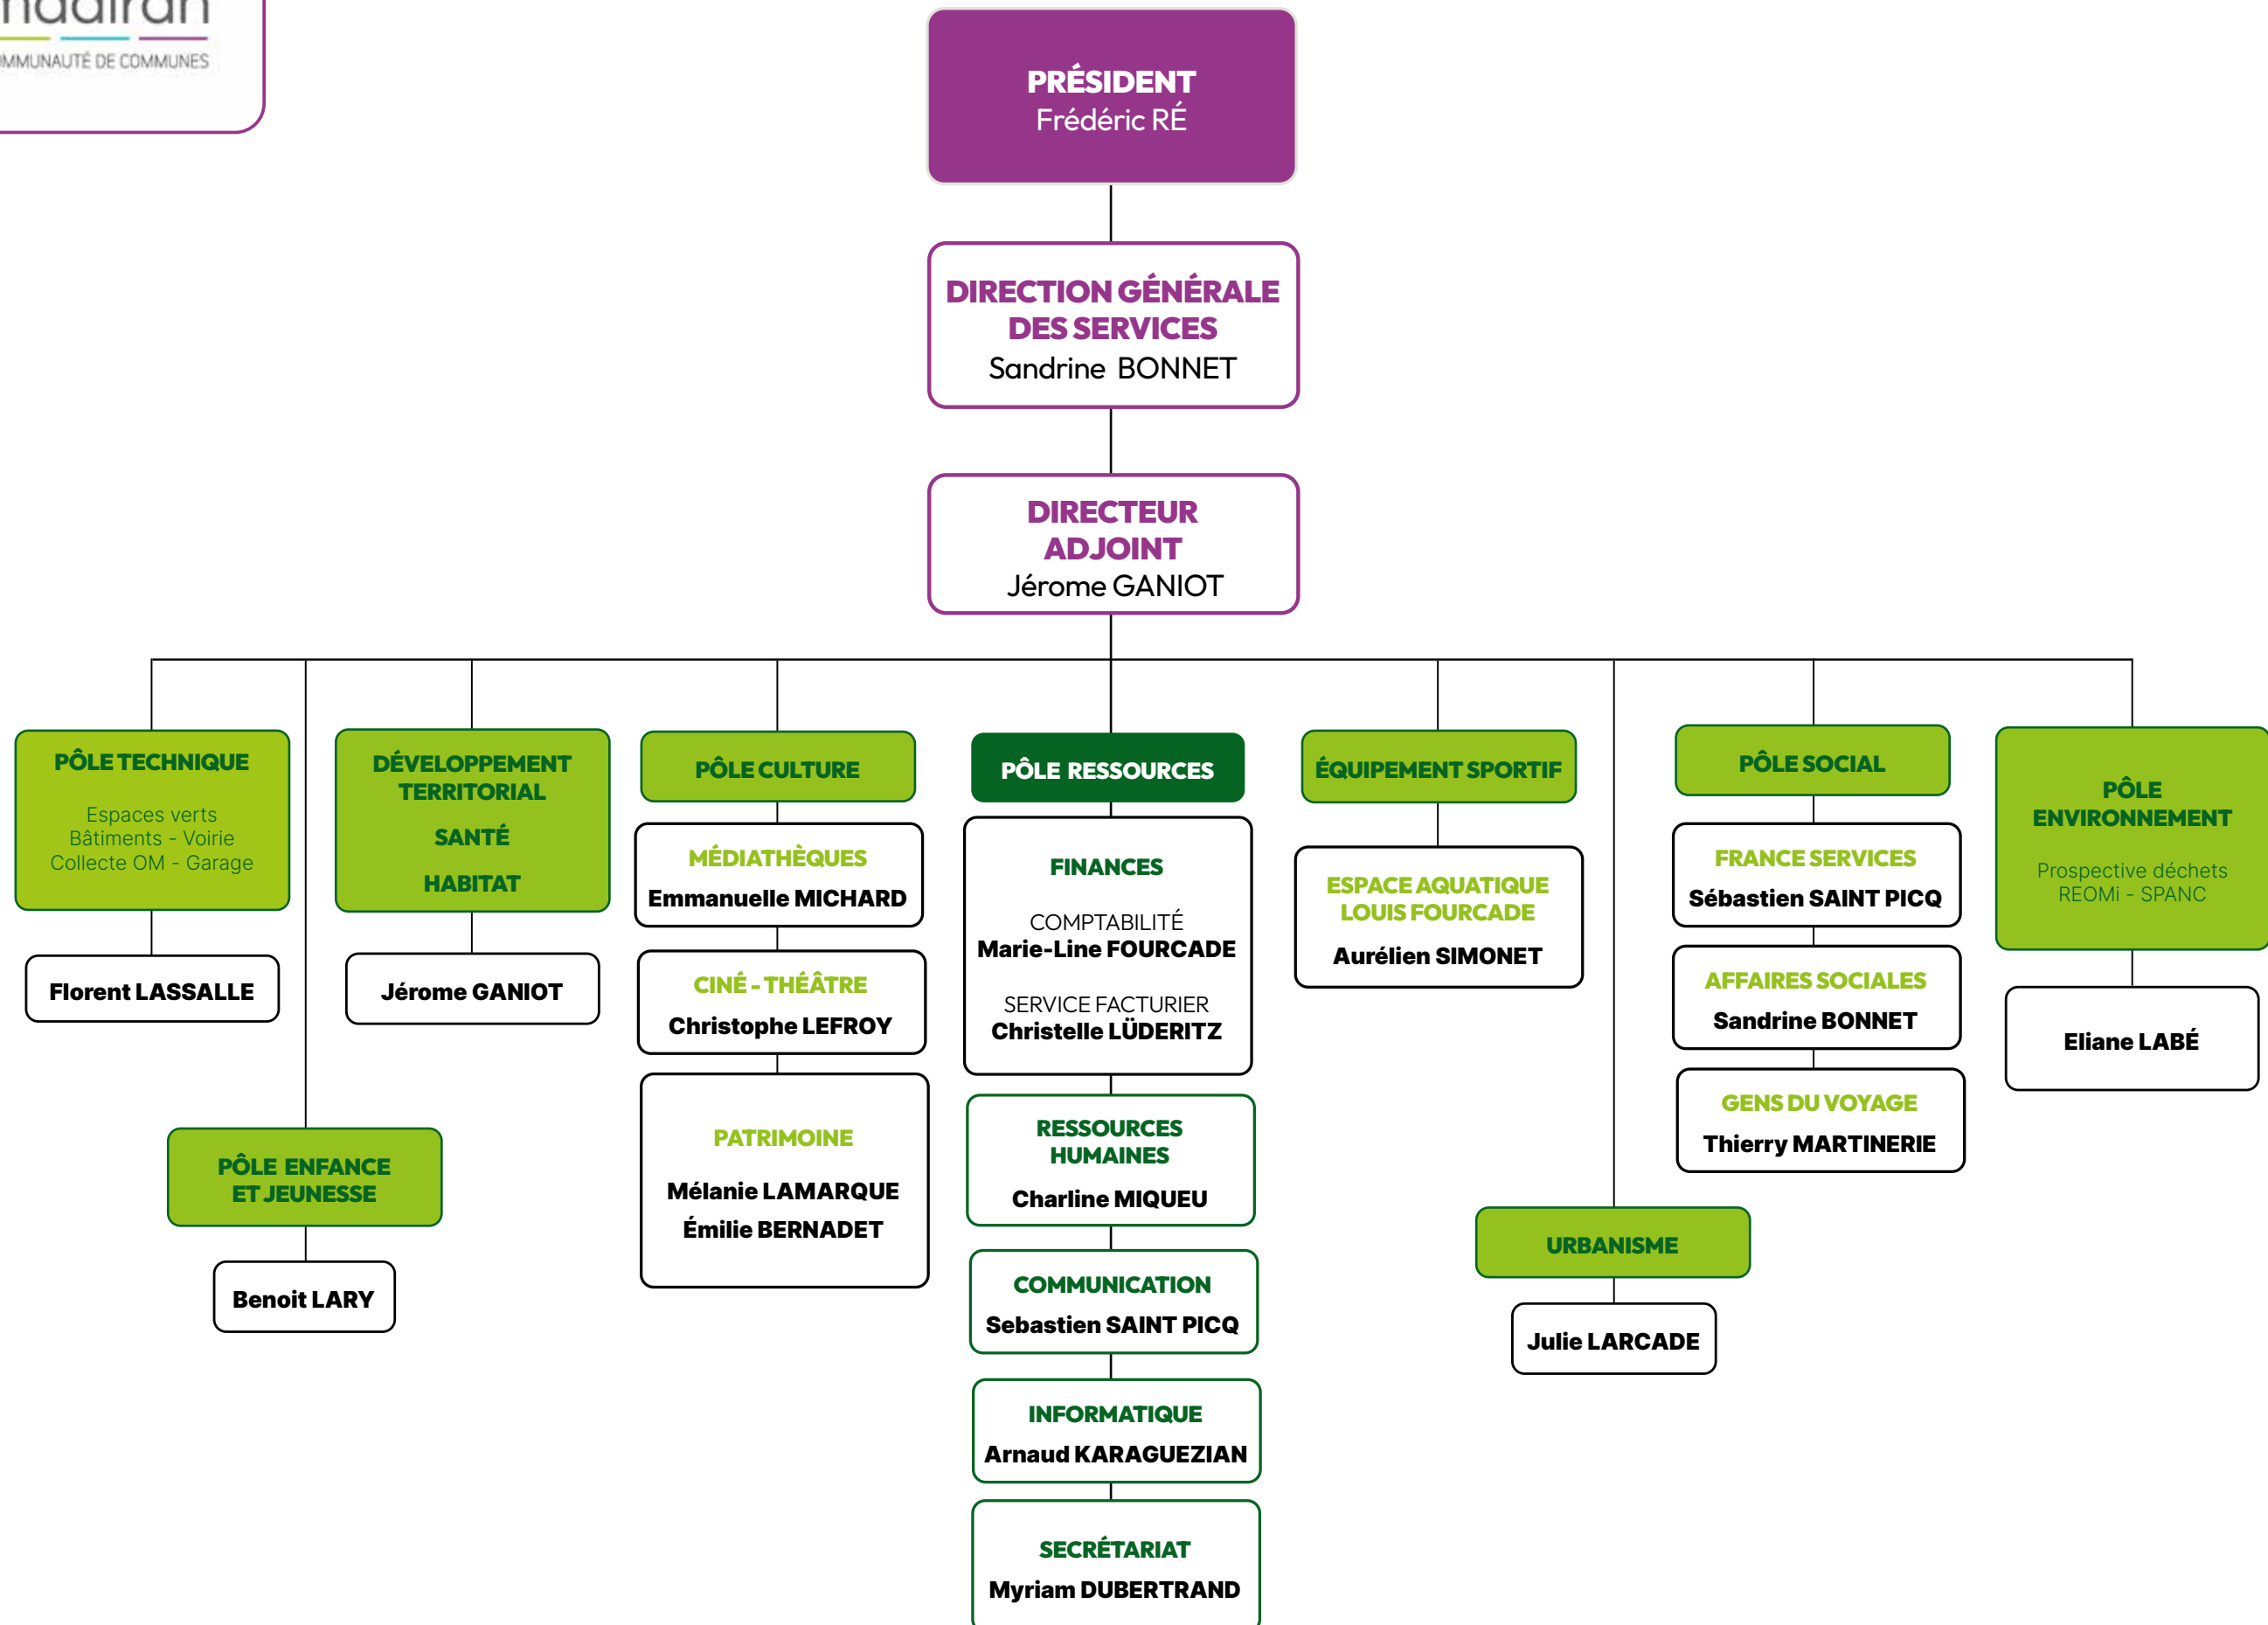 COMMUNAUTÉ DE COMMUNES
PRÉSIDENT
Frédéric RÉ
DIRECTION GÉNÉRALE
DES SERVICES
Sandrine BONNET
DIRECTEUR
ADJOINT
Jérome GANIOT
PÔLE TECHNIQUE
Espaces verts
Bâtiments - Voirie
Collecte OM - Garage
Florent LASSALLE
PÔLE ENFANCE
ET JEUNESSE
Benoit LARY
DÉVELOPPEMENT
TERRITORIAL
SANTÉ
HABITAT
Jérome GANIOT
PÔLE CULTURE
MÉDIATHÈQUES
Emmanuelle MICHARD
CINÉ - THÉÂTRE
Christophe LEFROY
PATRIMOINE
Mélanie LAMARQUE
Émilie BERNADET
PÔLE RESSOURCES
FINANCES
COMPTABILITÉ
Marie-Line FOURCADE
SERVICE FACTURIER
Christelle LÜDERITZ
RESSOURCES
HUMAINES
Charline MIQUEU
COMMUNICATION
Sebastien SAINT PICQ
INFORMATIQUE
Arnaud KARAGUEZIAN
SECRÉTARIAT
Myriam DUBERTRAND
ÉQUIPEMENT SPORTIF
ESPACE AQUATIQUE
LOUIS FOURCADE
Aurélien SIMONET
URBANISME
Julie LARCADE
PÔLE SOCIAL
FRANCE SERVICES
Sébastien SAINT PICQ
AFFAIRES SOCIALES
Sandrine BONNET
GENS DU VOYAGE
Thierry MARTINERIE
PÔLE
ENVIRONNEMENT
Prospective déchets
REOMi - SPANC
Eliane LABÉ